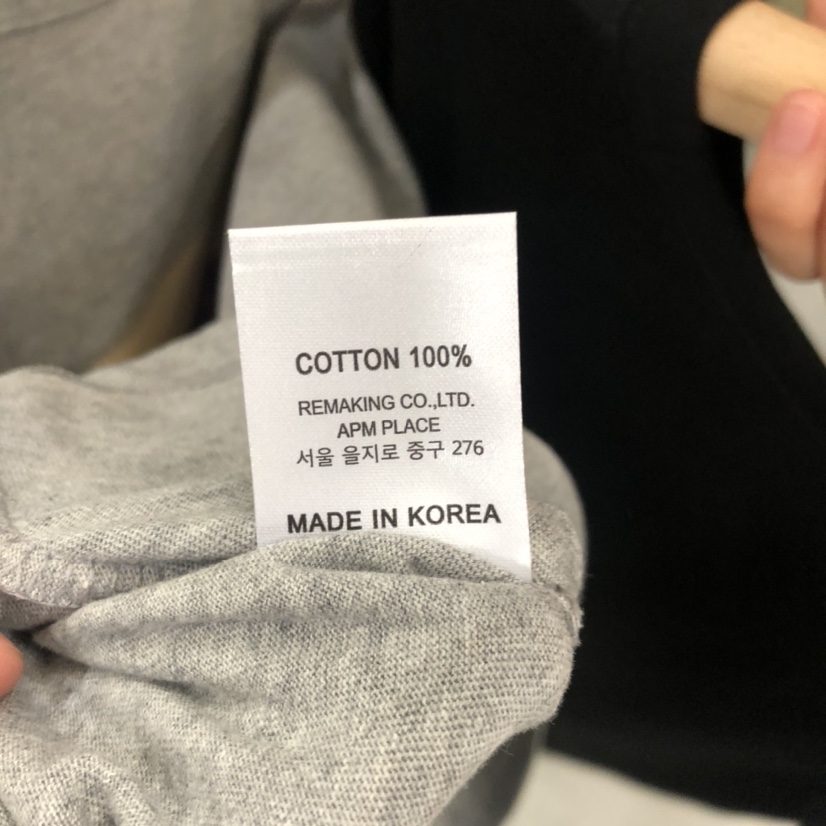 COTTON 100%
REMAKING CO.,LTD.
APM PLACE
서울 을지로 중구 276
MADE IN KOREA